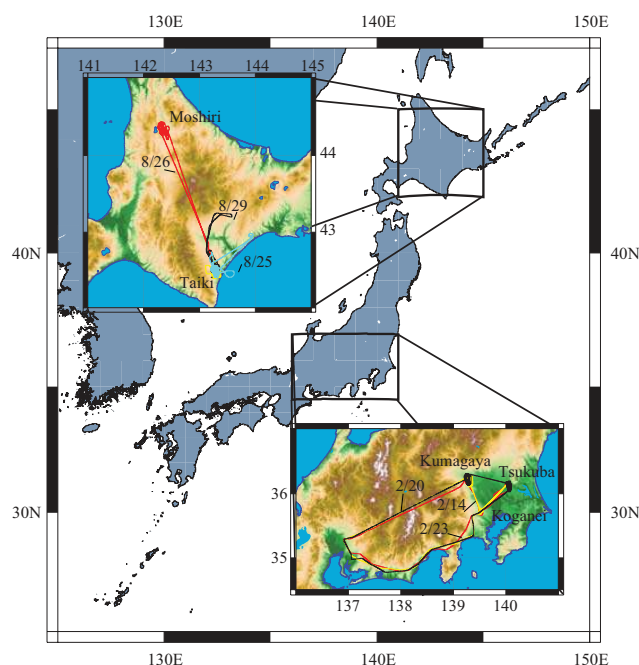 130E 140E 150E
141 142 143 144 145
Moshiri
44
8/26
8/29
43
8/25
Taiki
40N 40N
Kumagaya
Tsukuba
36
2/20
2/14
Koganei
2/23
30N 30N
35
137 138 139 140
130E 140E 150E